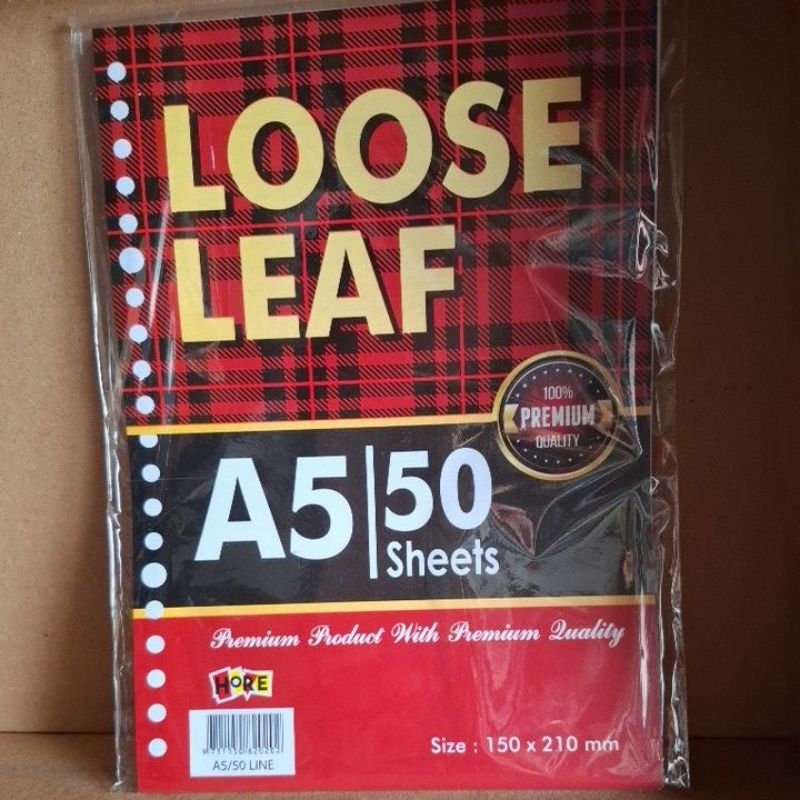 LOOSE
LEAF
100%
PREMIUM
QUALITY
A5
50
Sheets
Premium Product With Premium Quality
HORE
A5/50 LINE
Size : 150 x 210 mm